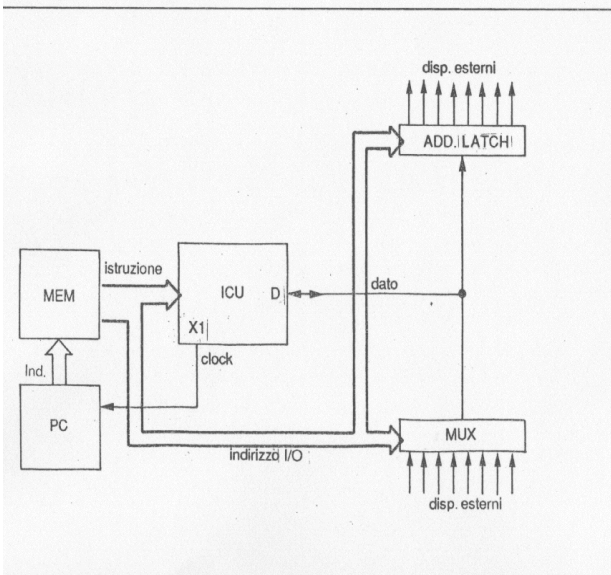 disp. esterni
ADD. LATCH
istruzione
MEM
ICU
D
dato
X1
clock
Ind.
PC
MUX
indirizzo I/O
disp. esterni